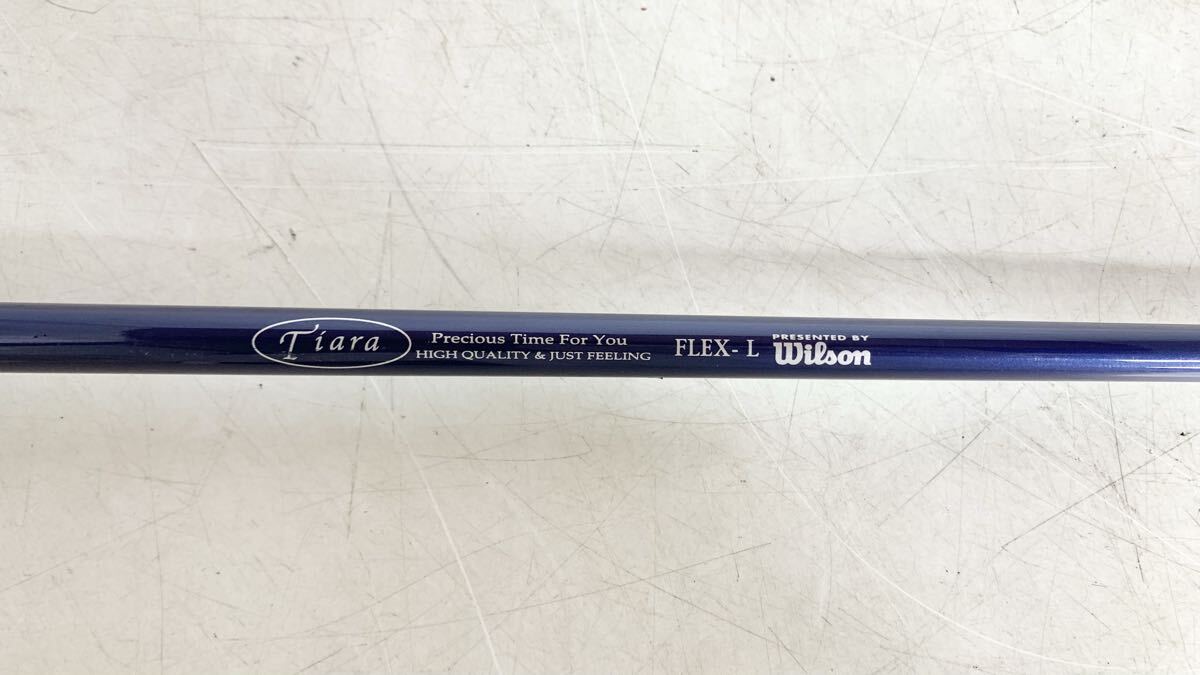 Tiara
Precious Time For You
HIGH QUALITY & JUST FEELING
FLEX- L
PRESENTED BY
Wilson